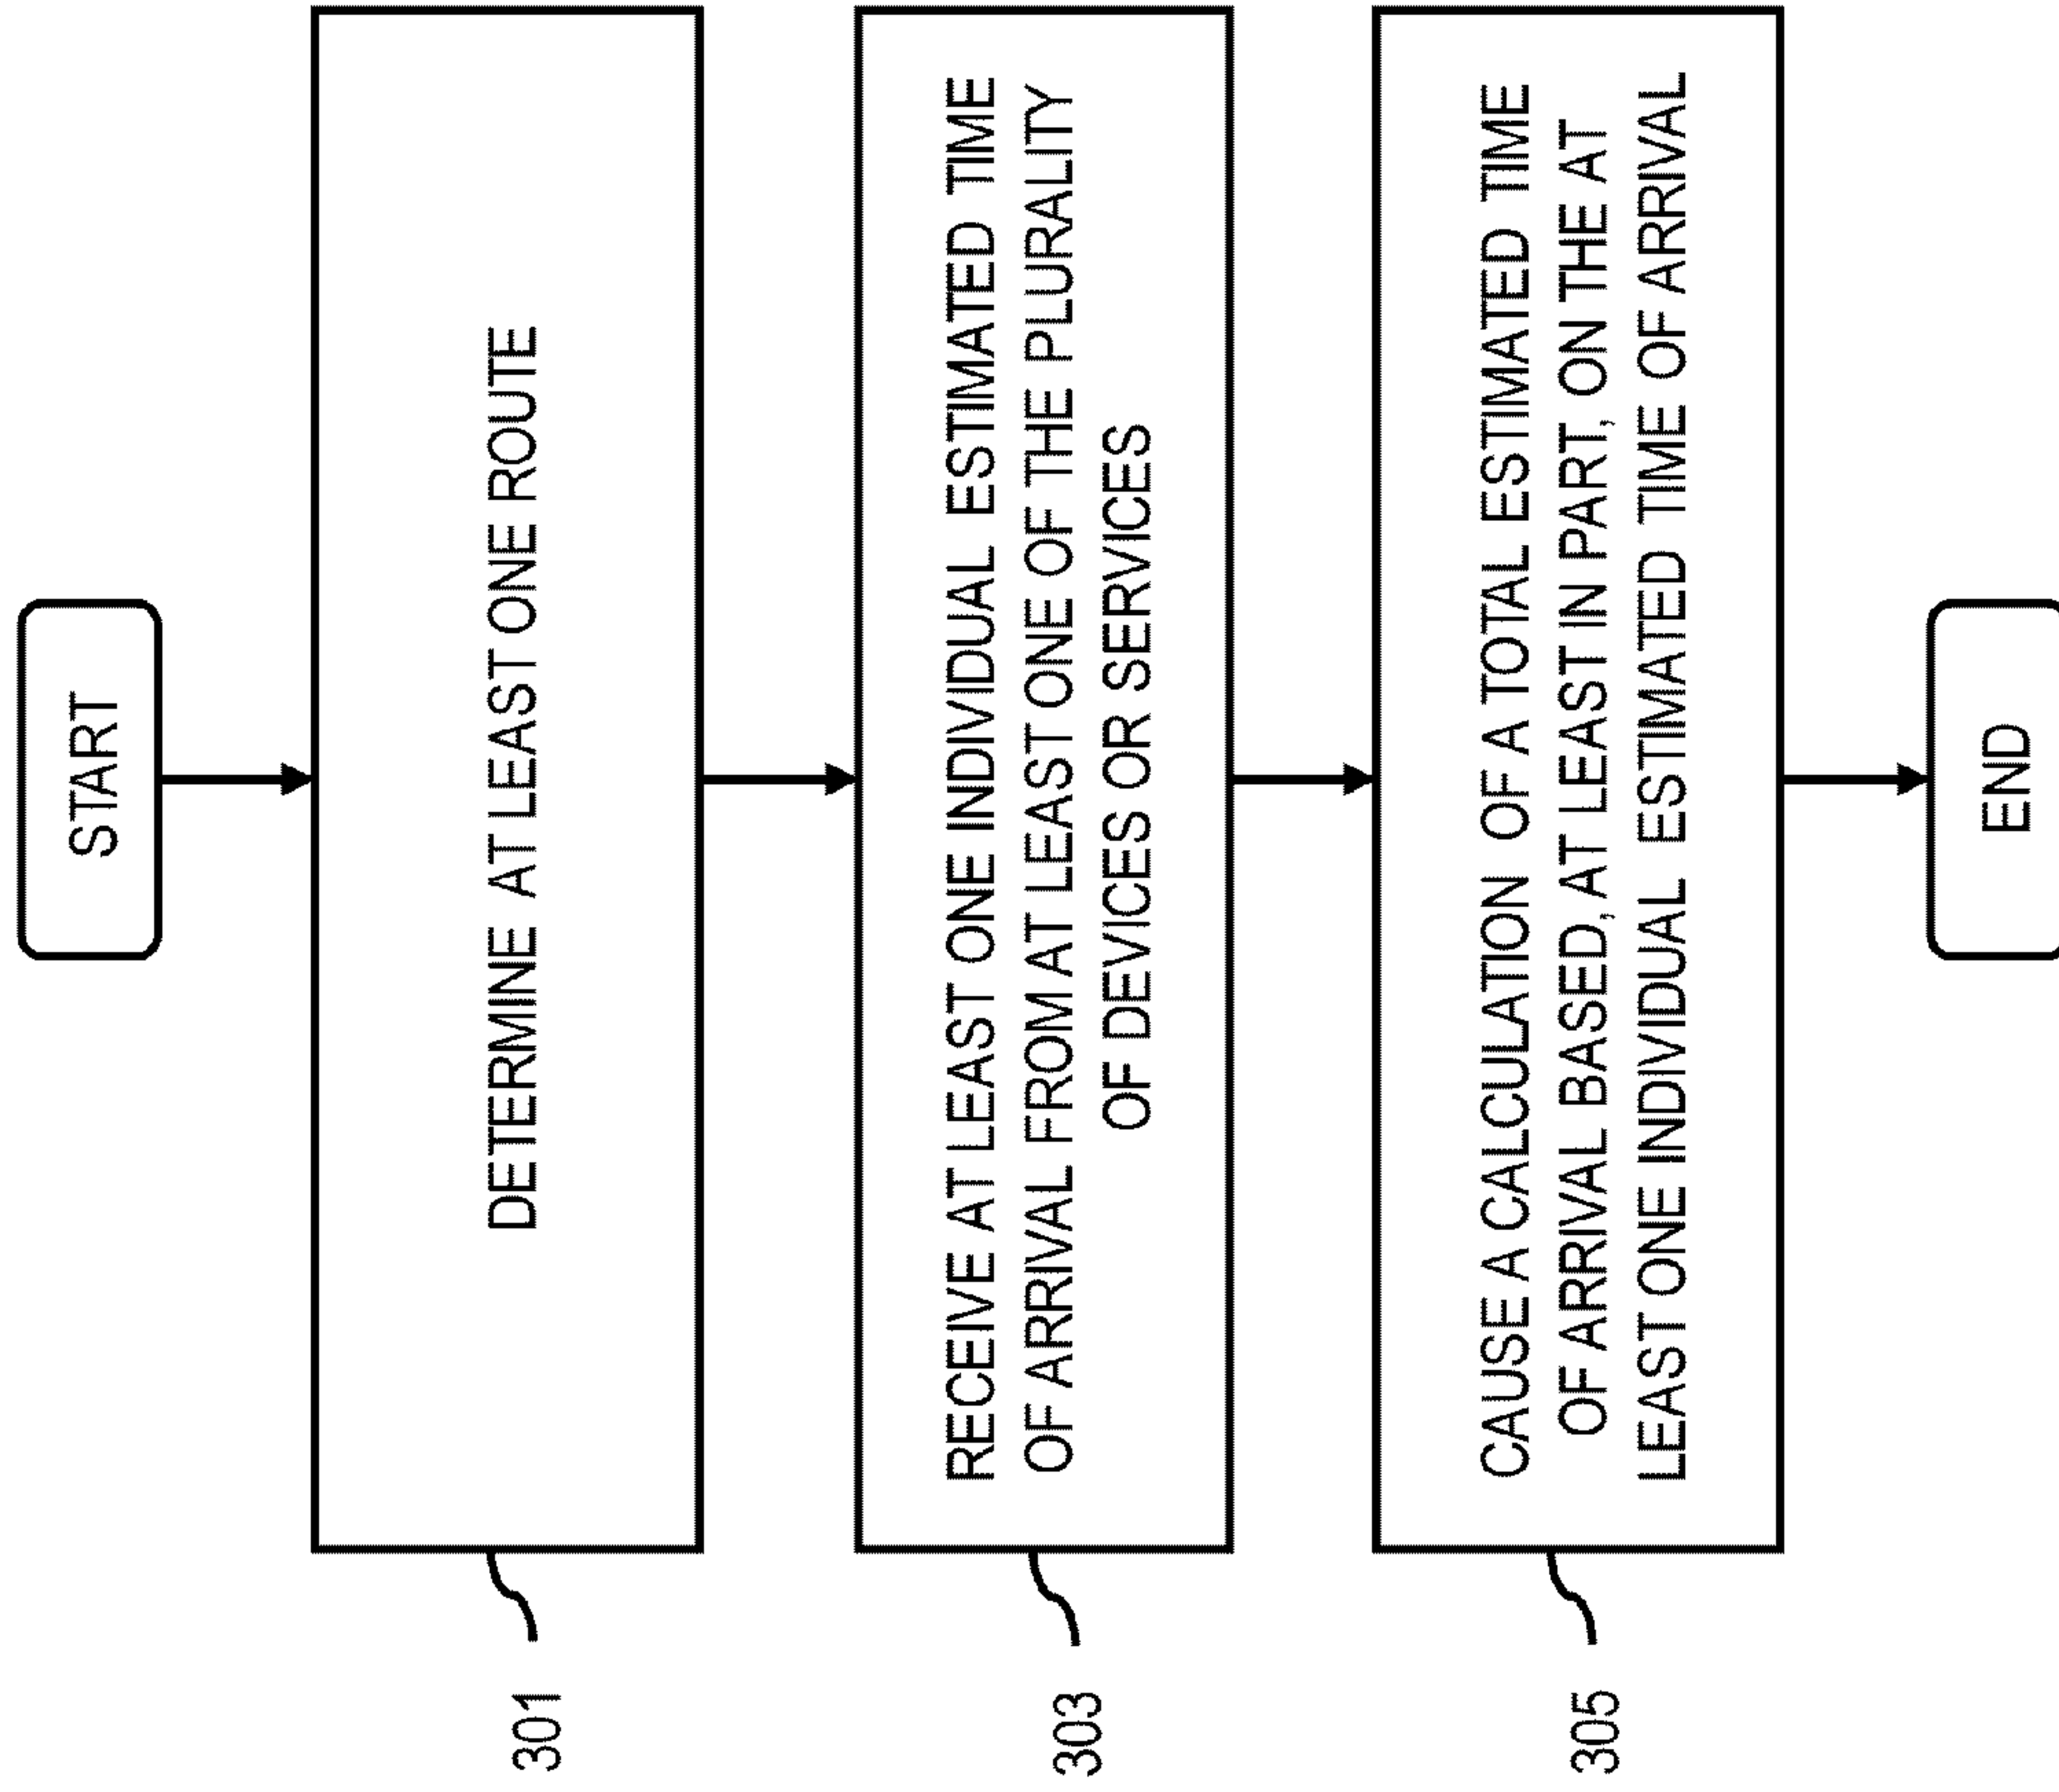 START
301
DETERMINE AT LEAST ONE ROUTE
303
RECEIVE AT LEAST ONE INDIVIDUAL ESTIMATED TIME
OF ARRIVAL FROM AT LEAST ONE OF THE PLURALITY
OF DEVICES OR SERVICES
305
CAUSE A CALCULATION OF A TOTAL ESTIMATED TIME
OF ARRIVAL BASED, AT LEAST IN PART, ON THE AT
LEAST ONE INDIVIDUAL ESTIMATED TIME OF ARRIVAL
END